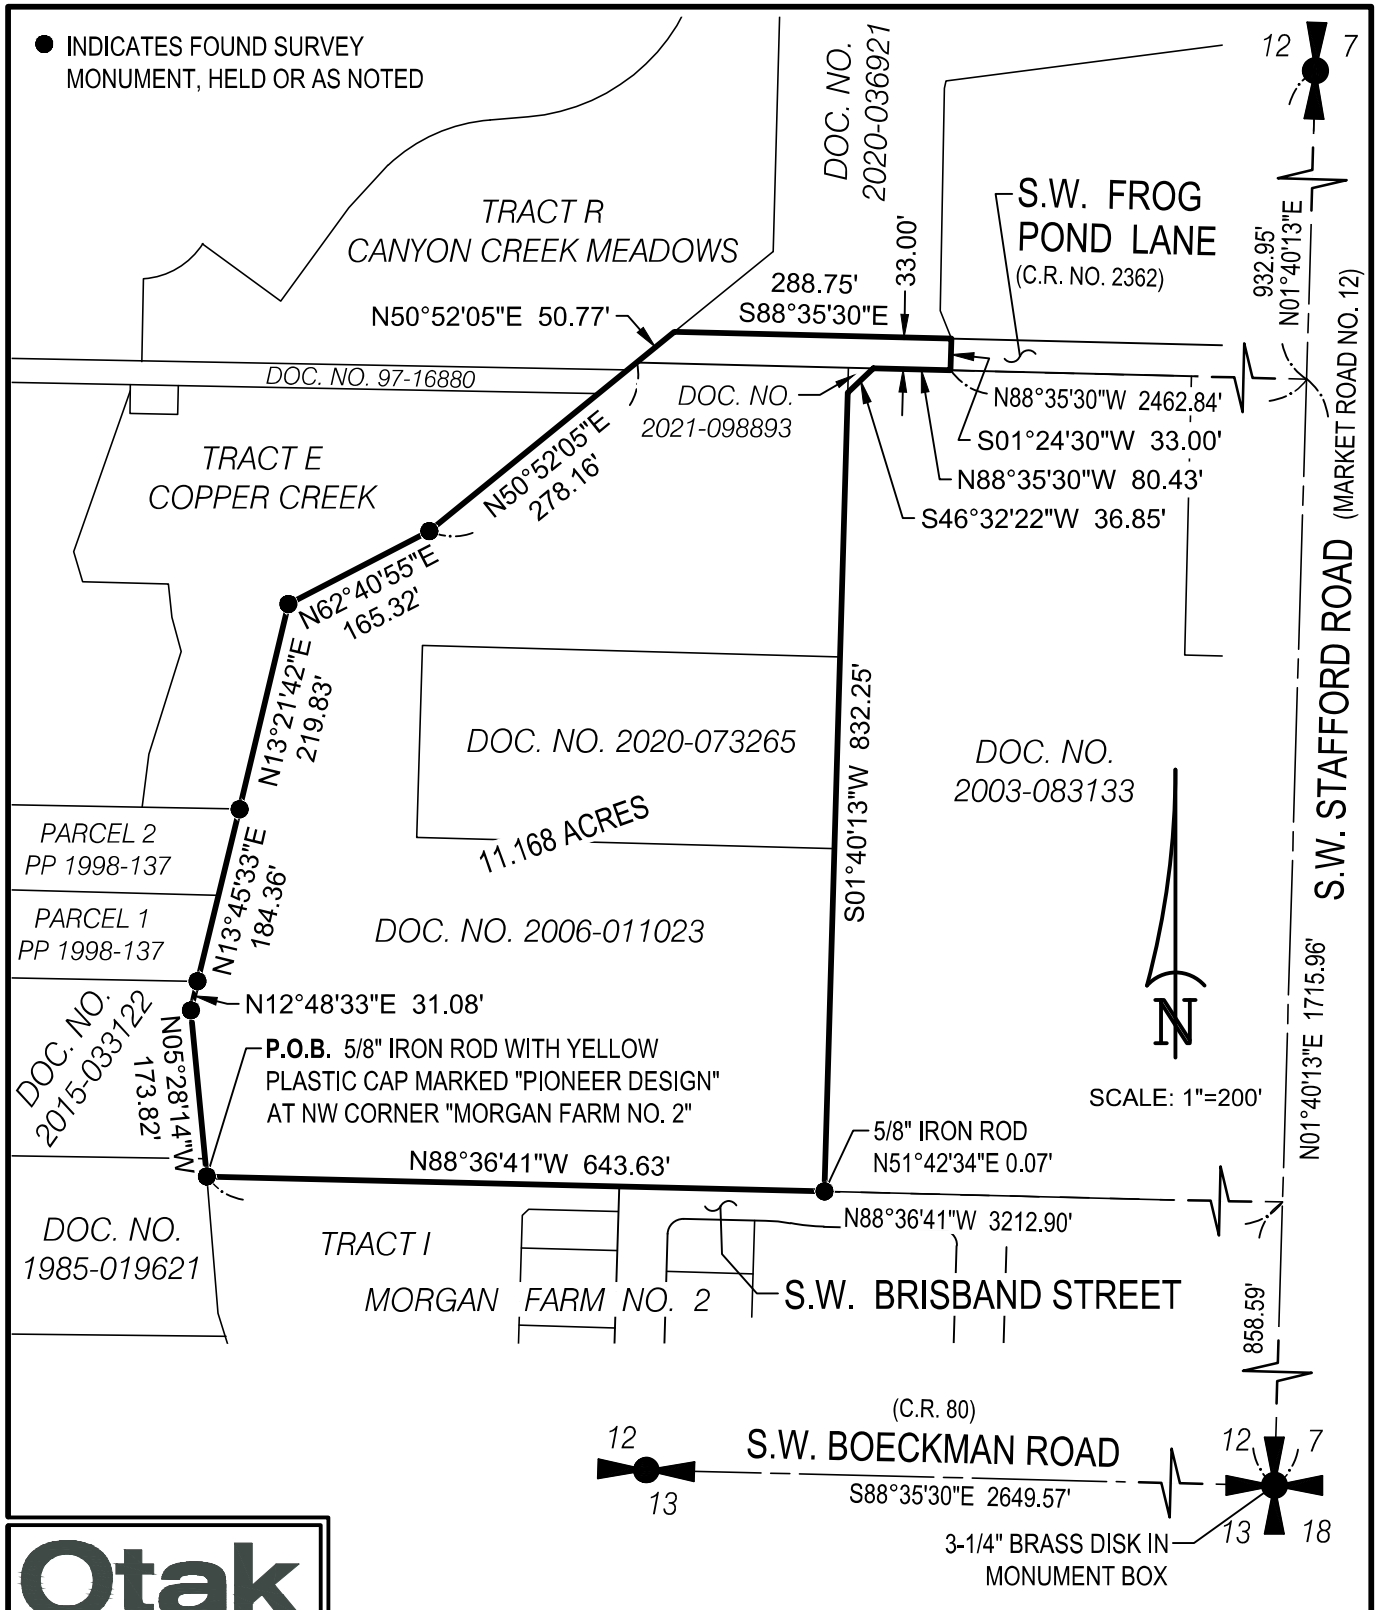 INDICATES FOUND SURVEY
MONUMENT, HELD OR AS NOTED
DOC. NO.
2020-036921
12 7
TRACT R
CANYON CREEK MEADOWS
S.W. FROG
POND LANE
(C.R. NO. 2362)
932.95'
N01°40'13"E
288.75'
S88°35'30"E
33.00'
N50°52'05"E 50.77'
DOC. NO. 97-16880
DOC. NO.
2021-098893
N88°35'30"W 2462.84'
S01°24'30"W 33.00'
N88°35'30"W 80.43'
S46°32'22"W 36.85'
TRACT E
COPPER CREEK
N50°52'05"E
278.16'
N62°40'55"E
165.32'
S.W. STAFFORD ROAD (MARKET ROAD NO. 12)
N13°21'42"E
219.83'
DOC. NO. 2020-073265
S01°40'13"W 832.25'
DOC. NO.
2003-083133
11.168 ACRES
PARCEL 2
PP 1998-137
PARCEL 1
PP 1998-137
N13°45'33"E
184.36'
DOC. NO. 2006-011023
N12°48'33"E 31.08'
DOC. NO.
2015-033122
N05°28'14"W
173.82'
P.O.B. 5/8" IRON ROD WITH YELLOW
PLASTIC CAP MARKED "PIONEER DESIGN"
AT NW CORNER "MORGAN FARM NO. 2"
N
SCALE: 1"=200'
N01°40'13"E 1715.96'
5/8" IRON ROD
N51°42'34"E 0.07'
N88°36'41"W 643.63'
N88°36'41"W 3212.90'
DOC. NO.
1985-019621
TRACT I
MORGAN FARM NO. 2
S.W. BRISBAND STREET
858.59'
(C.R. 80)
S.W. BOECKMAN ROAD
S88°35'30"E 2649.57'
12
13
12 7
13 18
3-1/4" BRASS DISK IN
MONUMENT BOX
Otak